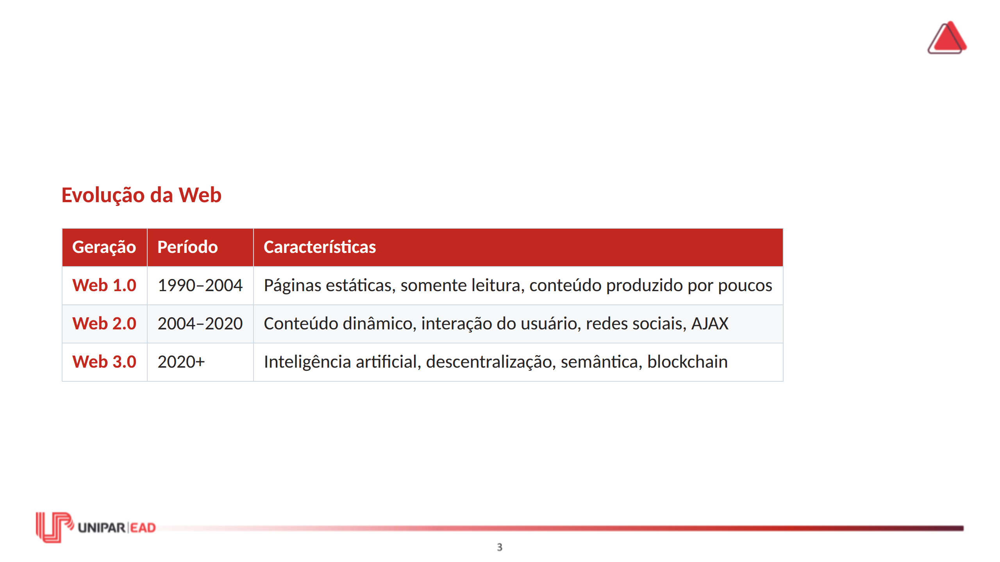 Evolução da Web
Geração Período Características
Web 1.0 1990–2004 Páginas estáticas, somente leitura, conteúdo produzido por poucos
Web 2.0 2004–2020 Conteúdo dinâmico, interação do usuário, redes sociais, AJAX
Web 3.0 2020+ Inteligência artificial, descentralização, semântica, blockchain
UNIPAR|EAD
3